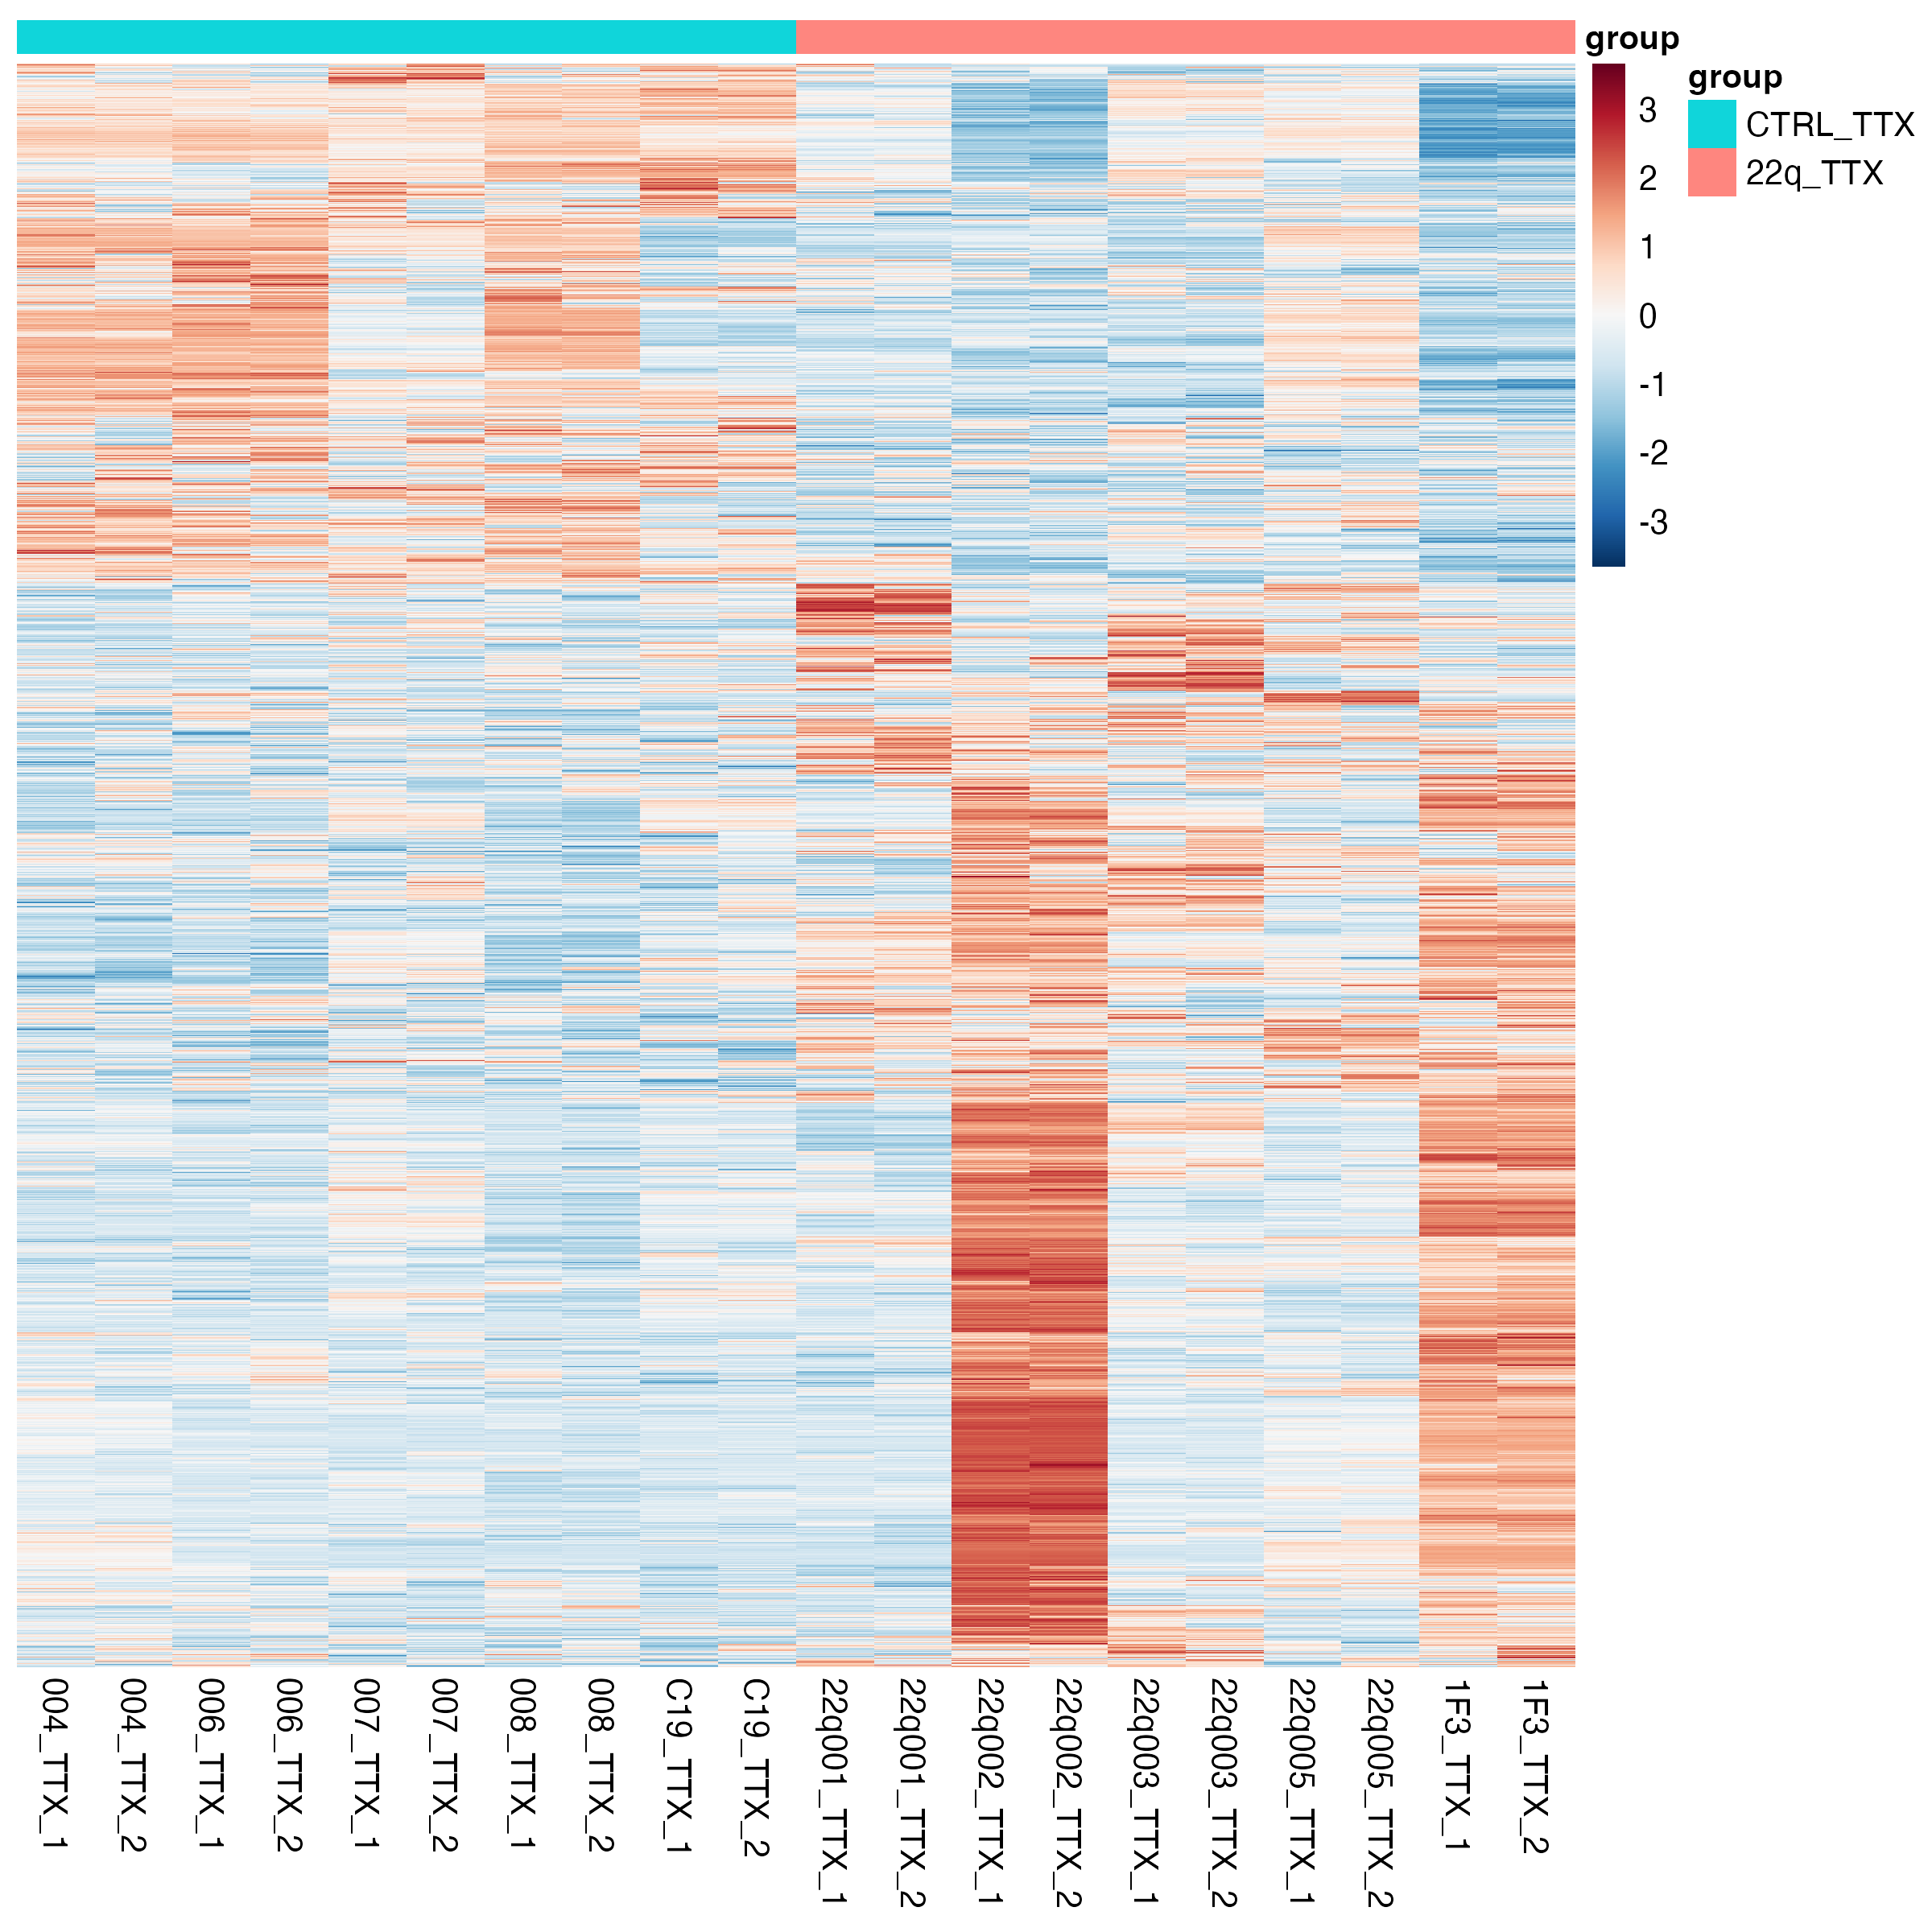 group
3
2
1
0
-1
-2
-3
group
CTRL_TTX
22q_TTX
004_TTX_1
004_TTX_2
006_TTX_1
006_TTX_2
007_TTX_1
007_TTX_2
008_TTX_1
008_TTX_2
C19_TTX_1
C19_TTX_2
22q001_TTX_1
22q001_TTX_2
22q002_TTX_1
22q002_TTX_2
22q003_TTX_1
22q003_TTX_2
22q005_TTX_1
22q005_TTX_2
1F3_TTX_1
1F3_TTX_2